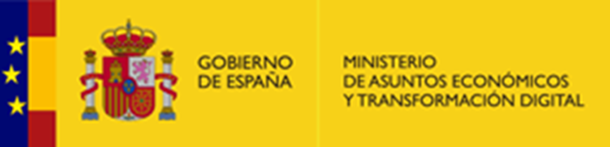 GOBIERNO
DE ESPAÑA
MINISTERIO
DE ASUNTOS ECONÓMICOS
Y TRANSFORMACIÓN DIGITAL